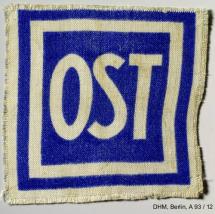 OST
DHM, Berlin, A 93 / 12